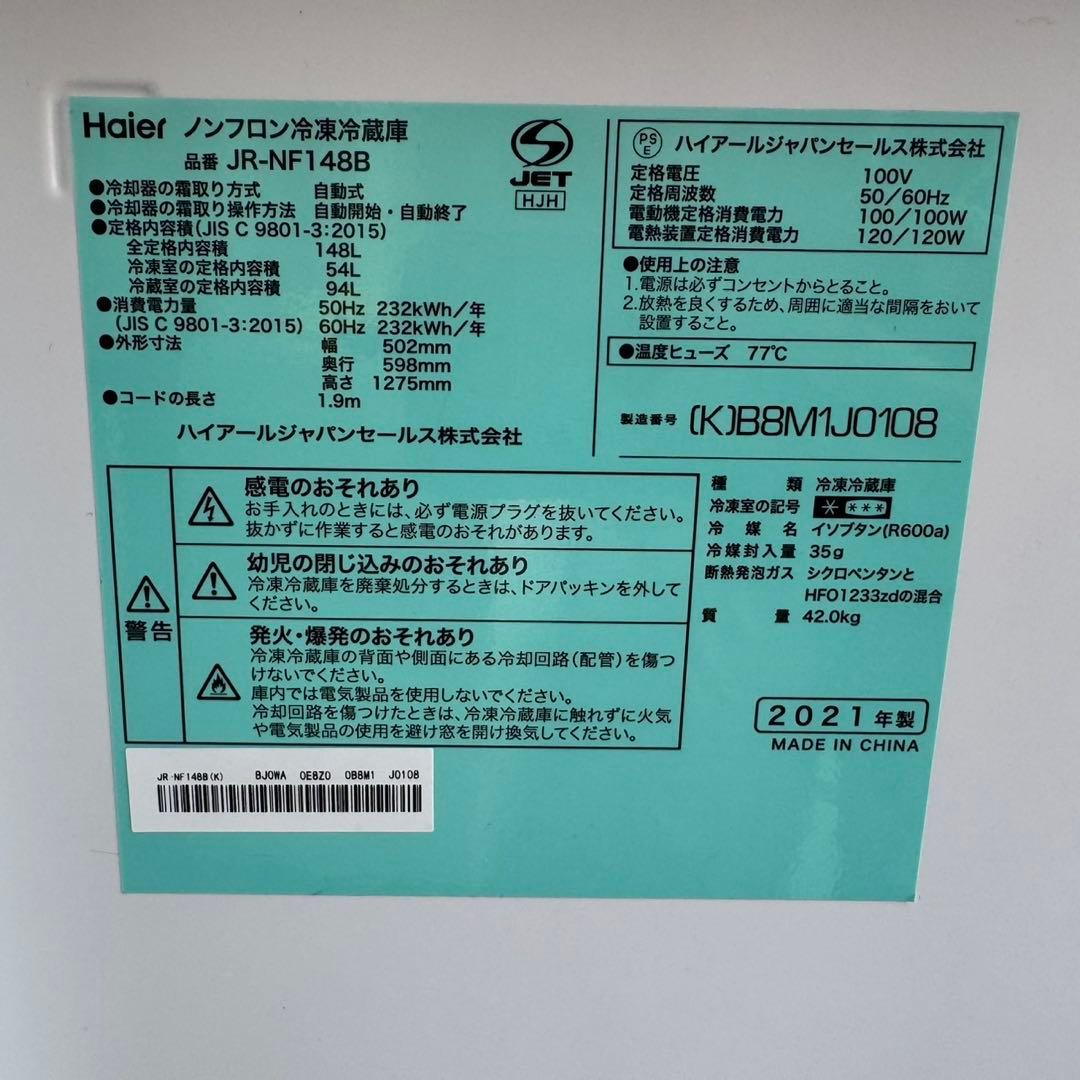 Haier ノンフロン冷凍冷蔵庫
品番 JR-NF148B
●冷却器の霜取り方式 自動式
●冷却器の霜取り操作方法 自動開始・自動終了
●定格内容積(JIS C 9801-3:2015)
全定格内容積 148L
冷凍室の定格内容積 54L
冷蔵室の定格内容積 94L
●消費電力量 50Hz 232kWh/年
(JIS C 9801-3:2015) 60Hz 232kWh/年
●外形寸法 幅 502mm
奥行 598mm
高さ 1275mm
●コードの長さ 1.9m
ハイアールジャパンセールス株式会社
JET
HJH
PS
E
ハイアールジャパンセールス株式会社
定格電圧 100V
定格周波数 50/60Hz
電動機定格消費電力 100/100W
電熱装置定格消費電力 120/120W
●使用上の注意
1.電源は必ずコンセントからとること。
2.放熱を良くするため、周囲に適当な間隔をおいて
設置すること。
●温度ヒューズ 77℃
製造番号 (K)B8M1J0108
警告
感電のおそれあり
お手入れのときには、必ず電源プラグを抜いてください。
抜かずに作業すると感電のおそれがあります。
幼児の閉じ込みのおそれあり
冷凍冷蔵庫を廃棄処分するときは、ドアパッキンを外して
ください。
発火・爆発のおそれあり
冷凍冷蔵庫の背面や側面にある冷却回路(配管)を傷つ
けないでください。
庫内では電気製品を使用しないでください。
冷却回路を傷つけたときは、冷凍冷蔵庫に触れずに火気
や電気製品の使用を避け窓を開け換気してください。
種類 冷凍冷蔵庫
冷凍室の記号 * ***
冷媒名 イソブタン(R600a)
冷媒封入量 35g
断熱発泡ガス シクロペンタンと
HFO1233zdの混合
質量 42.0kg
2021年製
MADE IN CHINA
JR-NF148B(K) BJ0WA 0E8Z0 0B8M1 J0108